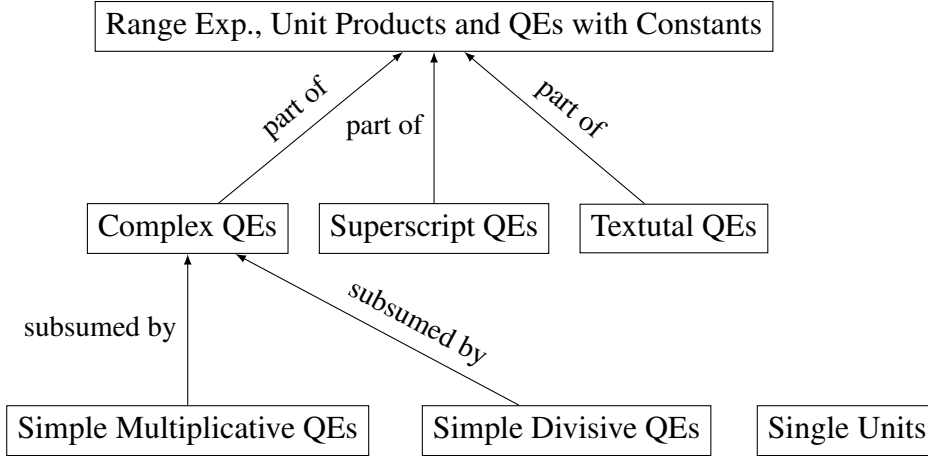 Range Exp., Unit Products and QEs with Constants
part of
part of
part of
Complex QEs
Superscript QEs
Textutal QEs
subsumed by
subsumed by
Simple Multiplicative QEs
Simple Divisive QEs
Single Units